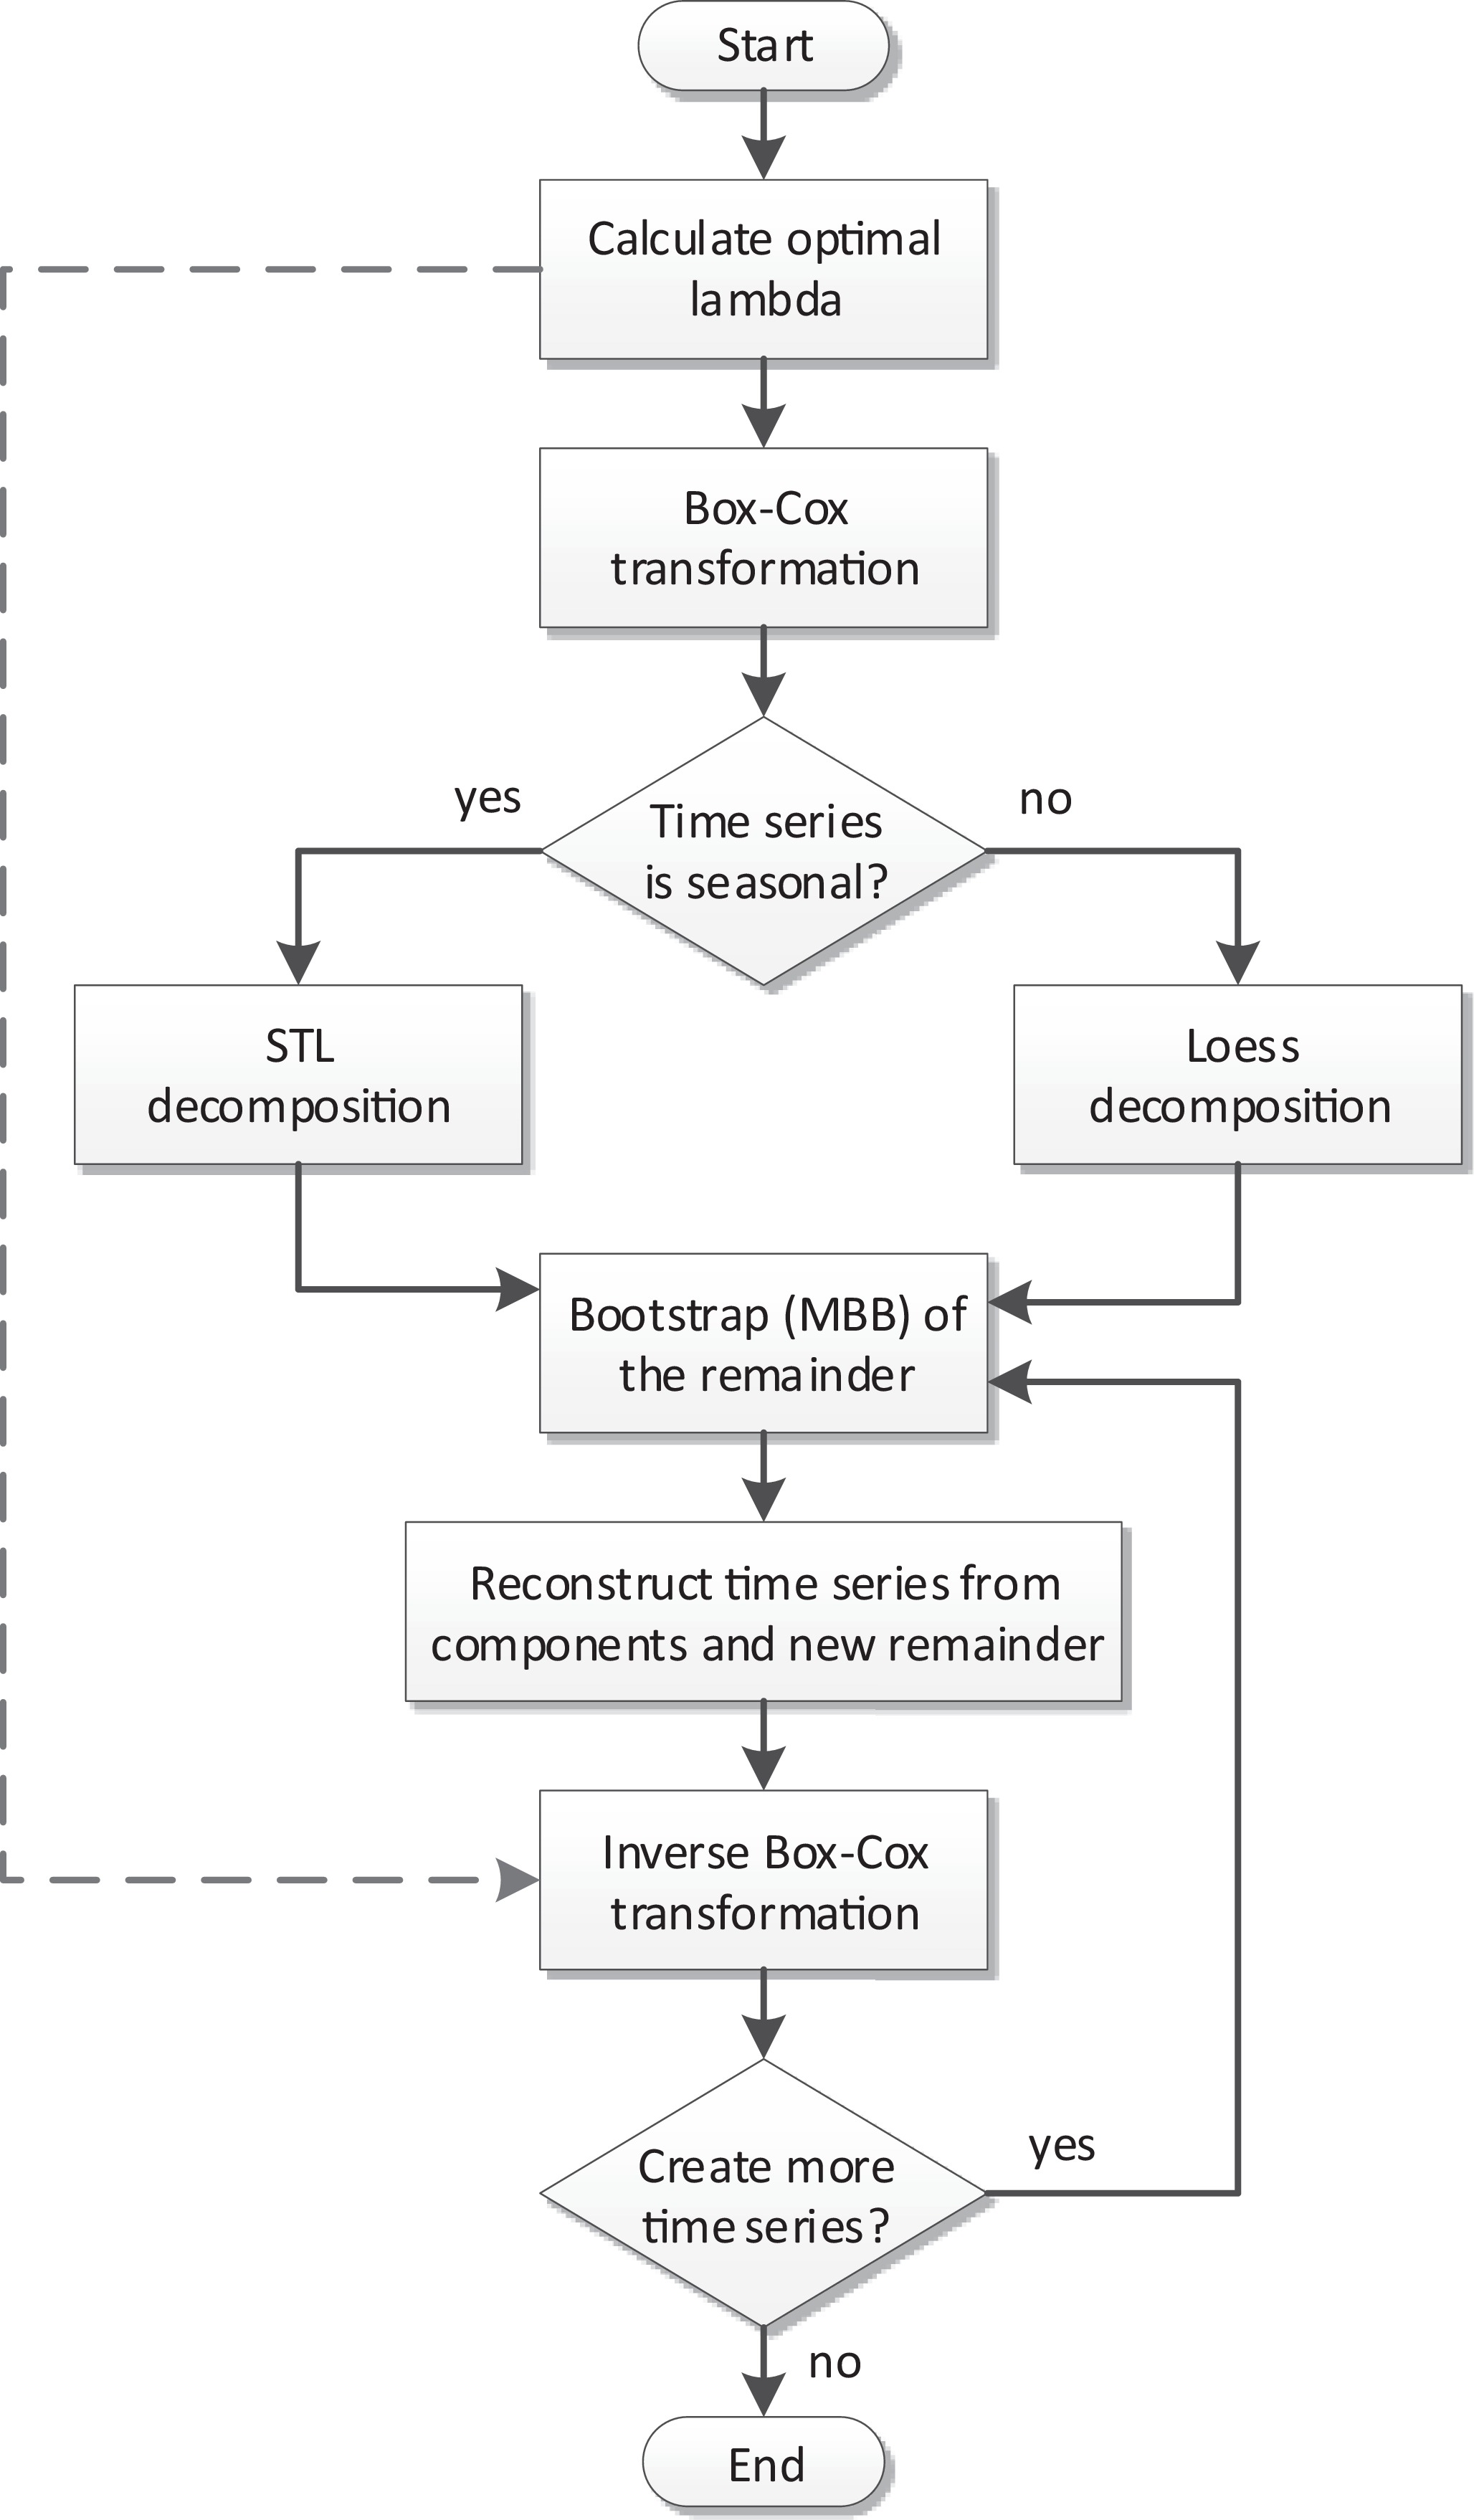 Start
Calculate optimal
lambda
Box-Cox
transformation
yes
no
Time series
is seasonal?
STL
decomposition
Loess
decomposition
Bootstrap (MBB) of
the remainder
Reconstruct time series from
components and new remainder
Inverse Box-Cox
transformation
Create more
time series?
yes
no
End